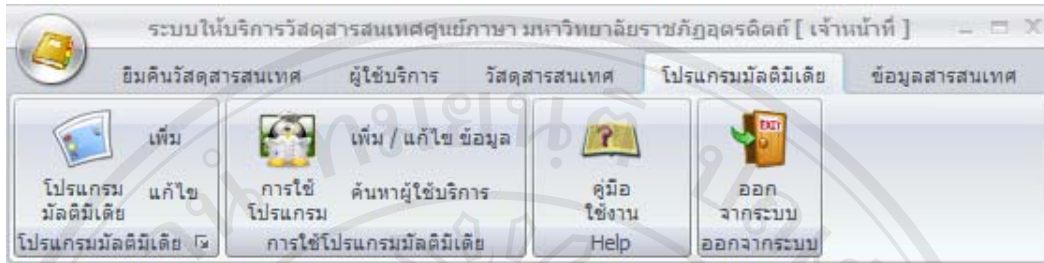 ระบบให้บริการวัสดุสารสนเทศศูนย์ภาษา มหาวิทยาลัยราชภัฏอุตรดิตถ์ [ เจ้าหน้าที่ ]
ยืมคืนวัสดุสารสนเทศ ผู้ใช้บริการ วัสดุสารสนเทศ โปรแกรมมัลติมีเดีย ข้อมูลสารสนเทศ
เพิ่ม เพิ่ม / แก้ไข ข้อมูล
EXIT
โปรแกรม แก้ไข การใช้ ค้นหาผู้ใช้บริการ คู่มือ ออก
มัลติมีเดีย โปรแกรม ใช้งาน จากระบบ
โปรแกรมมัลติมีเดีย การใช้โปรแกรมมัลติมีเดีย Help ออกจากระบบ